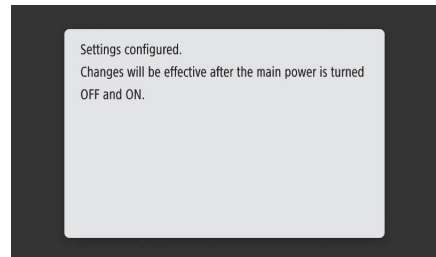 Settings configured.
Changes will be effective after the main power is turned
OFF and ON.